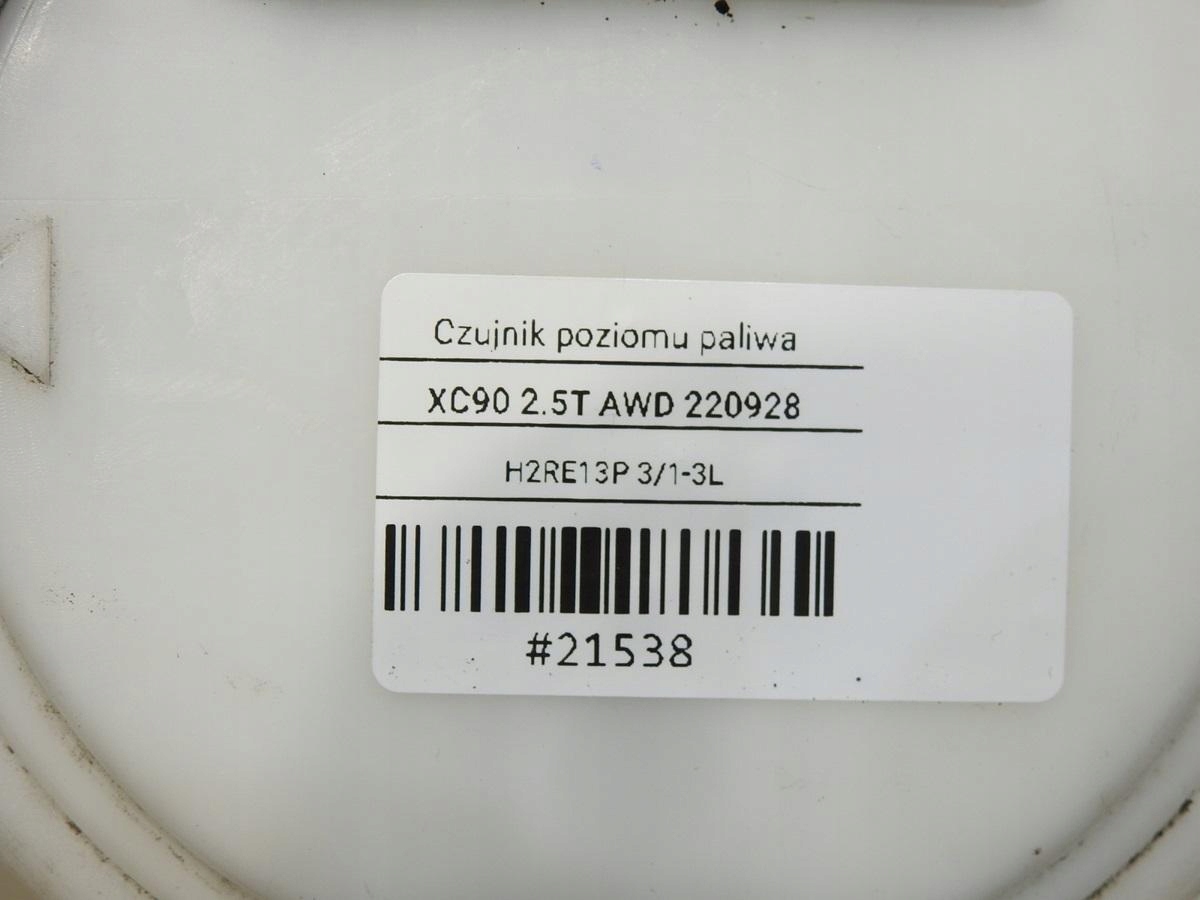 Czujnik poziomu paliwa
XC90 2.5T AWD 220928
H2RE13P 3/1-3L
#21538